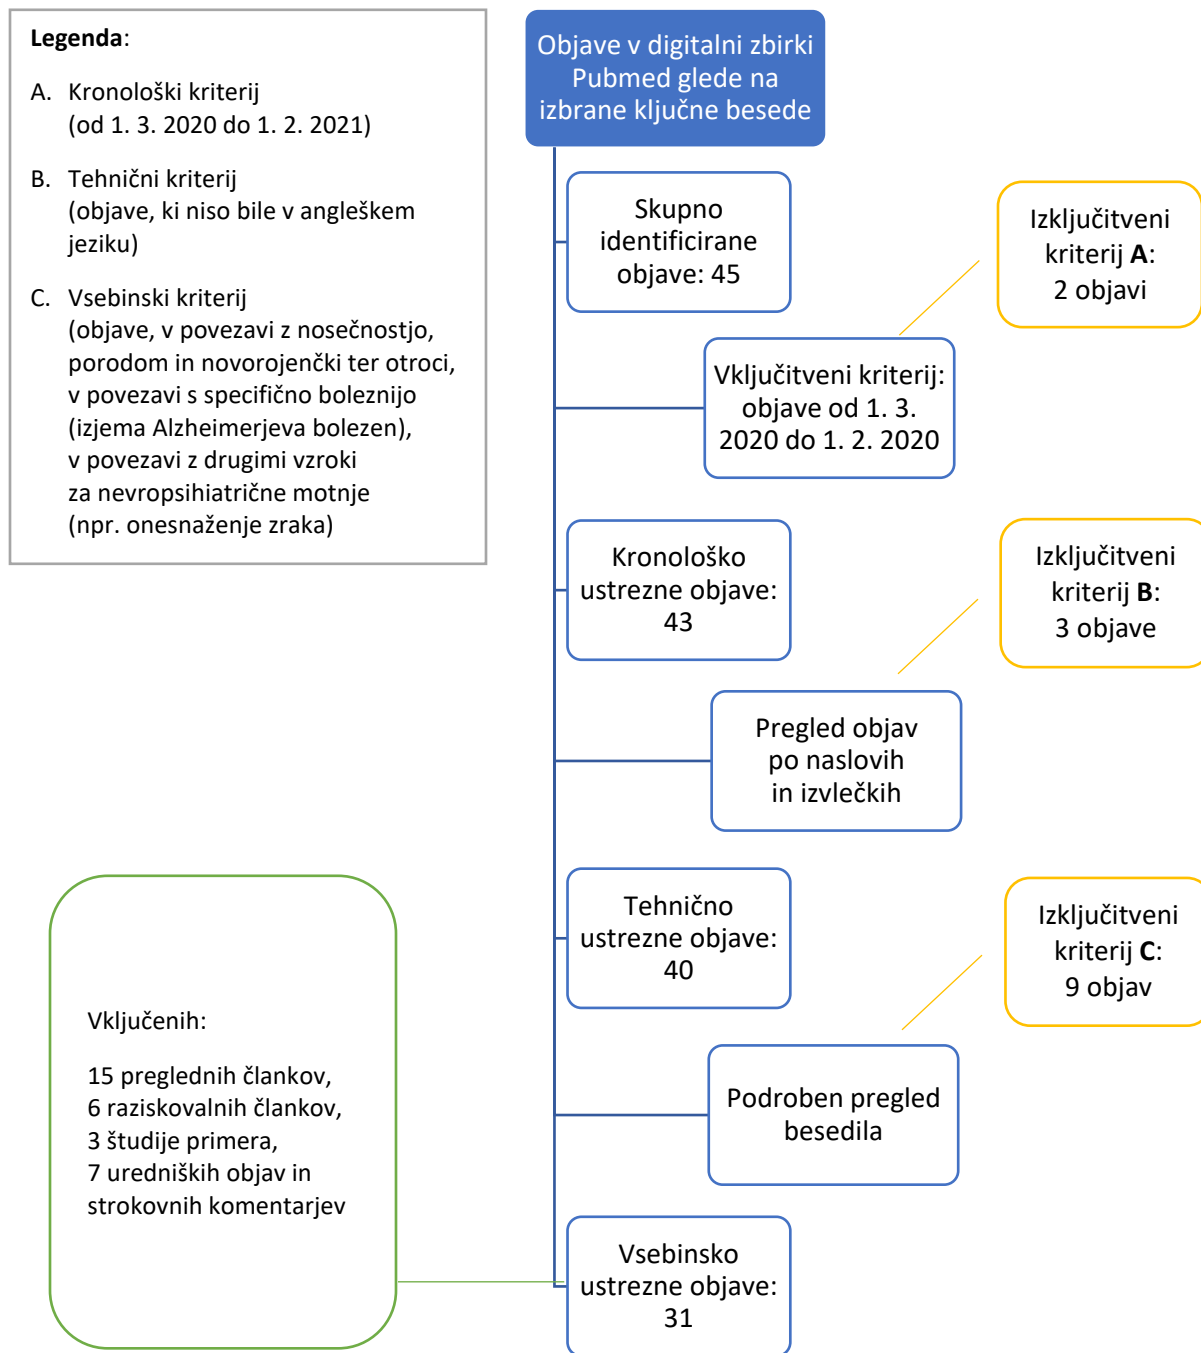 Legenda:
A. Kronološki kriterij
(od 1. 3. 2020 do 1. 2. 2021)
B. Tehnični kriterij
(objave, ki niso bile v angleškem
jeziku)
C. Vsebinski kriterij
(objave, v povezavi z nosečnostjo,
porodom in novorojenčki ter otroci,
v povezavi s specifično boleznijo
(izjema Alzheimerjeva bolezen),
v povezavi z drugimi vzroki
za nevropsihiatrične motnje
(npr. onesnaženje zraka)
Objave v digitalni zbirki
Pubmed glede na
izbrane ključne besede
Skupno
identificirane
objave: 45
Izključitveni
kriterij A:
2 objavi
Vključitveni kriterij:
objave od 1. 3.
2020 do 1. 2. 2020
Kronološko
ustrezne objave:
43
Izključitveni
kriterij B:
3 objave
Pregled objav
po naslovih
in izvlečkih
Tehnično
ustrezne objave:
40
Izključitveni
kriterij C:
9 objav
Podroben pregled
besedila
Vključenih:
15 preglednih člankov,
6 raziskovalnih člankov,
3 študije primera,
7 uredniških objav in
strokovnih komentarjev
Vsebinsko
ustrezne objave:
31